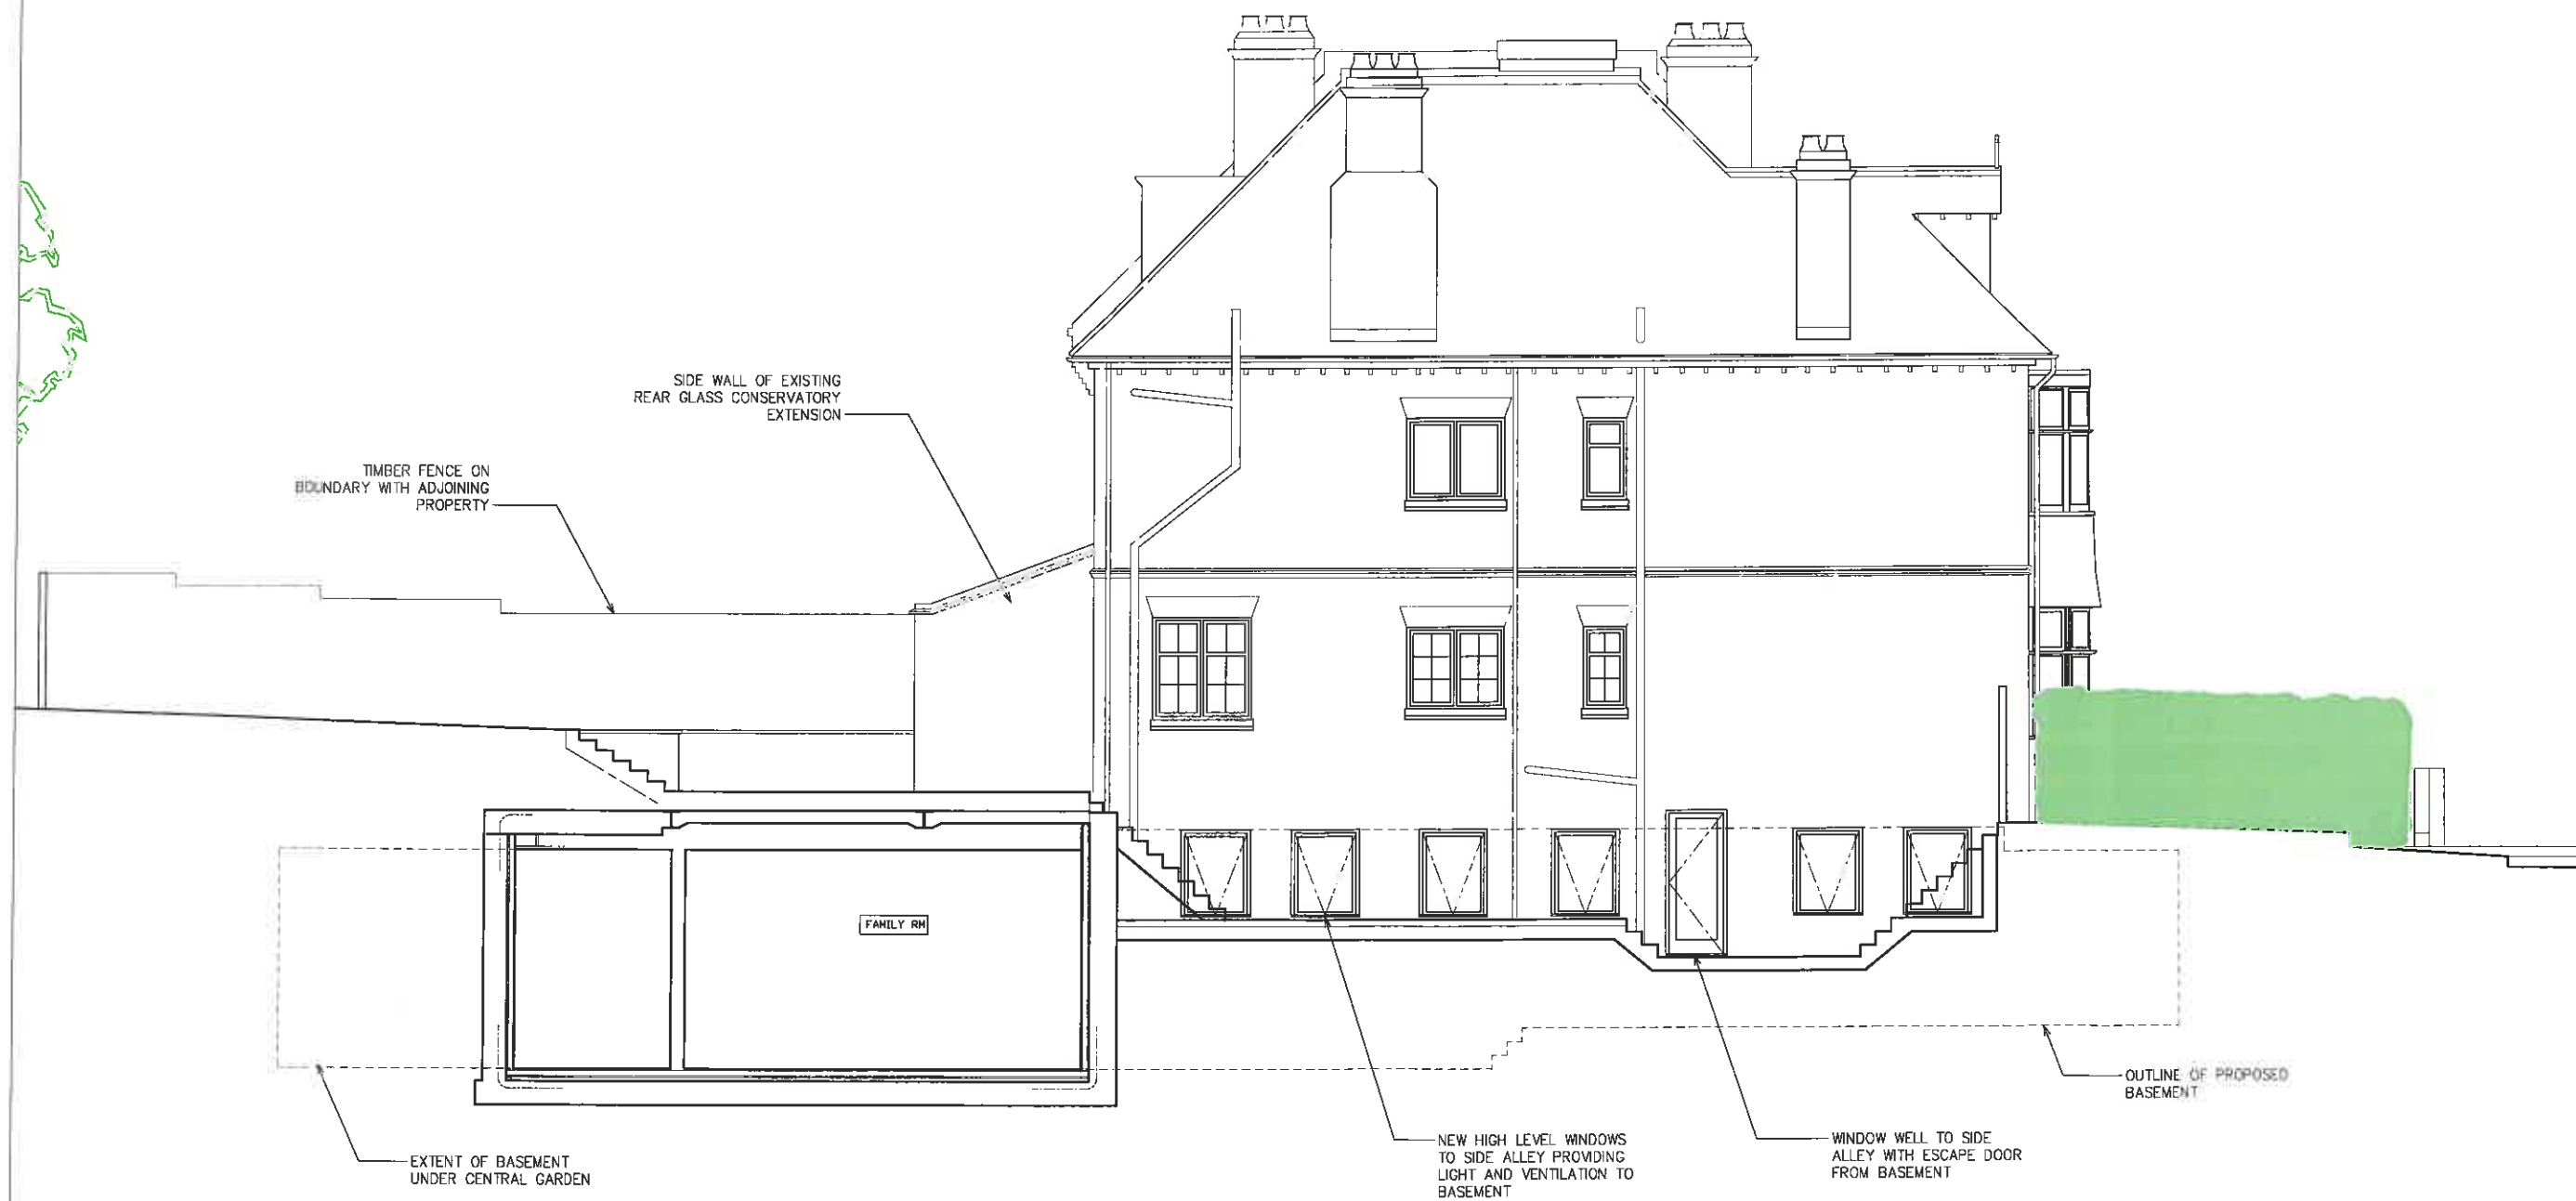 SIDE WALL OF EXISTING
REAR GLASS CONSERVATORY
EXTENSION
TIMBER FENCE ON
BOUNDARY WITH ADJOINING
PROPERTY
FAMILY RM
OUTLINE OF PROPOSED
BASEMENT
EXTENT OF BASEMENT
UNDER CENTRAL GARDEN
NEW HIGH LEVEL WINDOWS
TO SIDE ALLEY PROVIDING
LIGHT AND VENTILATION TO
BASEMENT
WINDOW WELL TO SIDE
ALLEY WITH ESCAPE DOOR
FROM BASEMENT